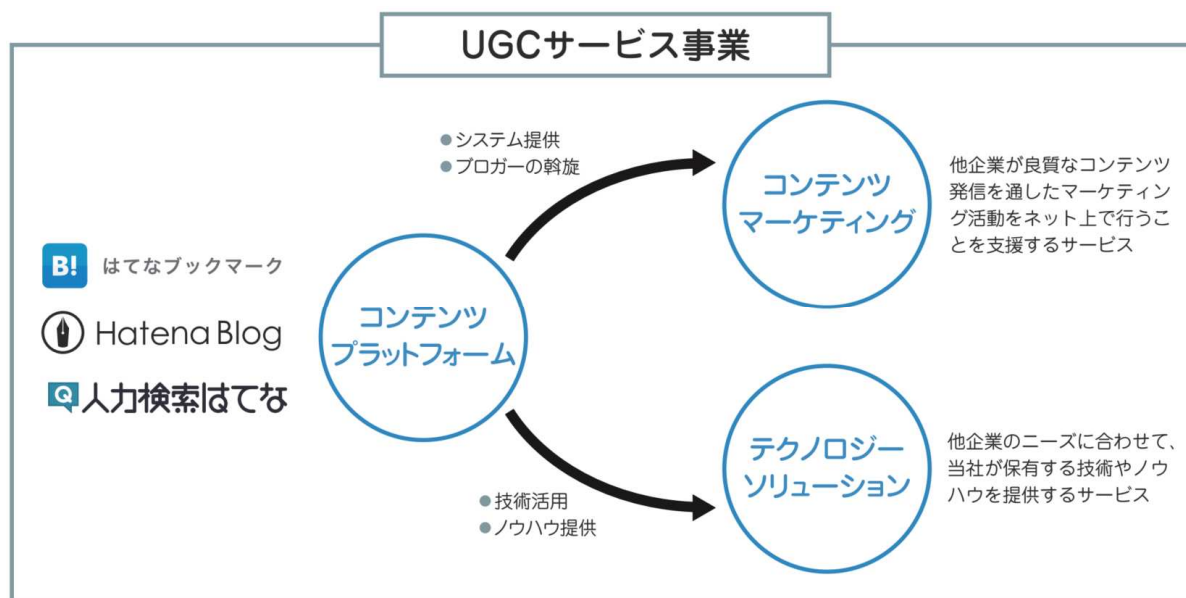 UGCサービス事業
●システム提供
●ブロガーの斡旋
コンテンツ
マーケティング
他企業が良質なコンテンツ
発信を通したマーケティン
グ活動をネット上で行うこ
とを支援するサービス
B! はてなブックマーク
Hatena Blog
Q 人力検索はてな
コンテンツ
プラットフォーム
●技術活用
●ノウハウ提供
テクノロジー
ソリューション
他企業のニーズに合わせて、
当社が保有する技術やノウ
ハウを提供するサービス